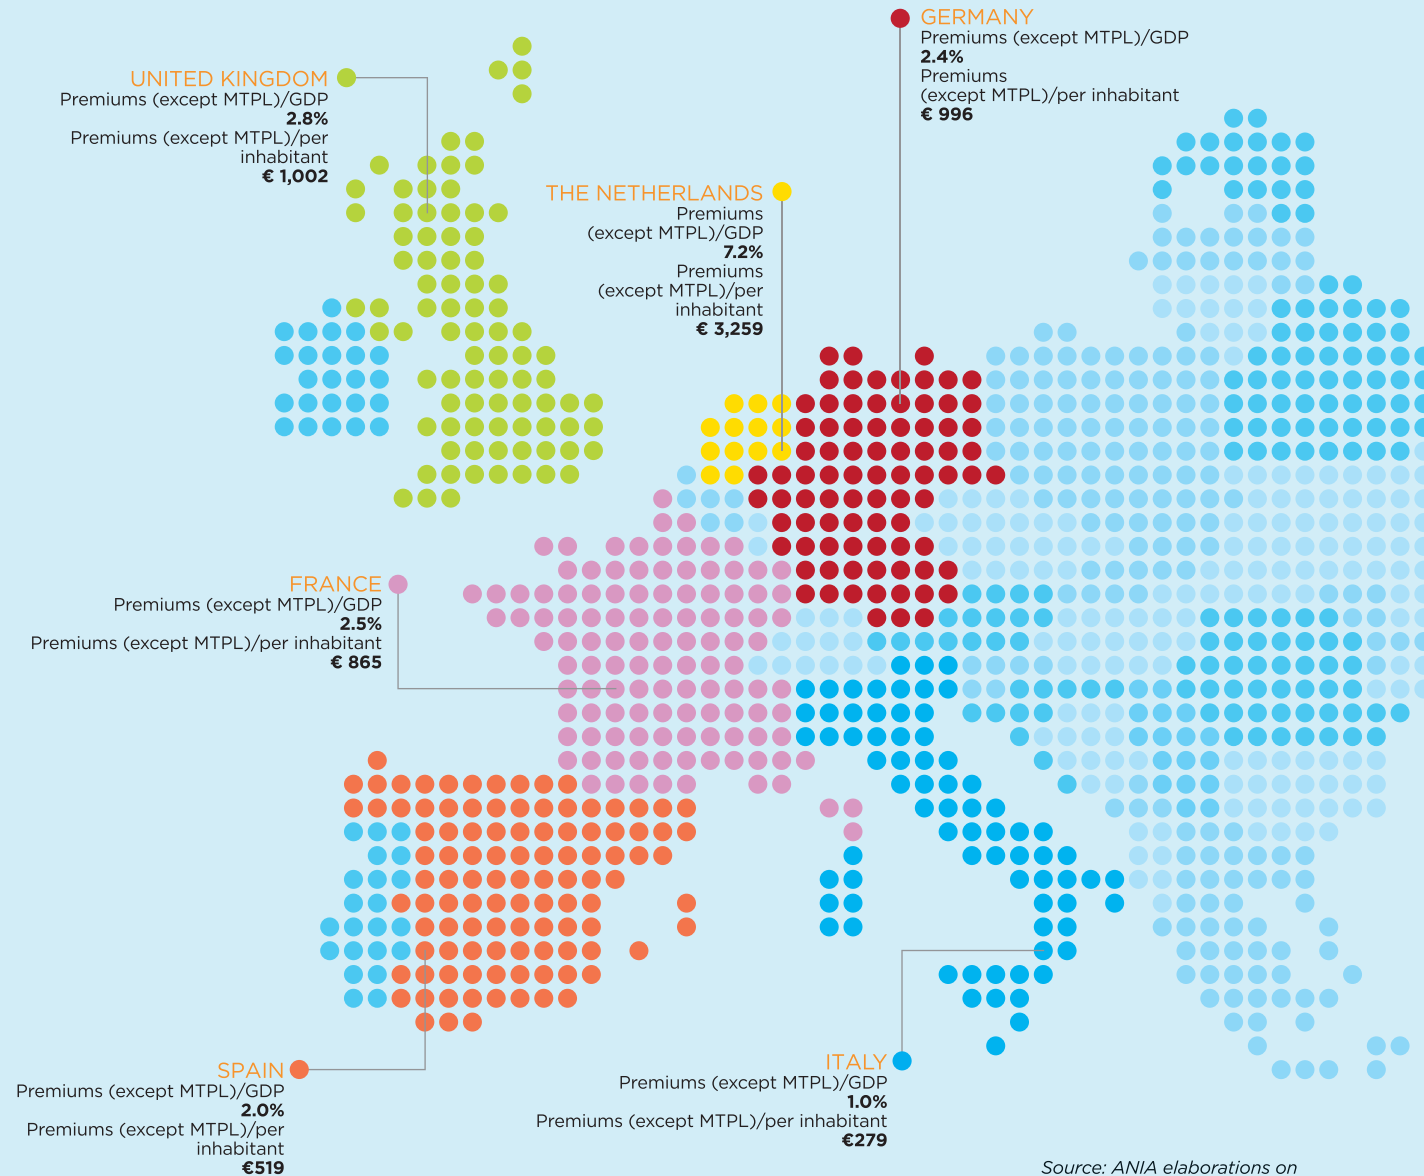 GERMANY
Premiums (except MTPL)/GDP
2.4%
Premiums
(except MTPL)/per inhabitant
€ 996
UNITED KINGDOM
Premiums (except MTPL)/GDP
2.8%
Premiums (except MTPL)/per
inhabitant
€ 1,002
THE NETHERLANDS
Premiums
(except MTPL)/GDP
7.2%
Premiums
(except MTPL)/per
inhabitant
€ 3,259
FRANCE
Premiums (except MTPL)/GDP
2.5%
Premiums (except MTPL)/per inhabitant
€ 865
SPAIN
Premiums (except MTPL)/GDP
2.0%
Premiums (except MTPL)/per
inhabitant
€519
ITALY
Premiums (except MTPL)/GDP
1.0%
Premiums (except MTPL)/per inhabitant
€279
Source: ANIA elaborations on